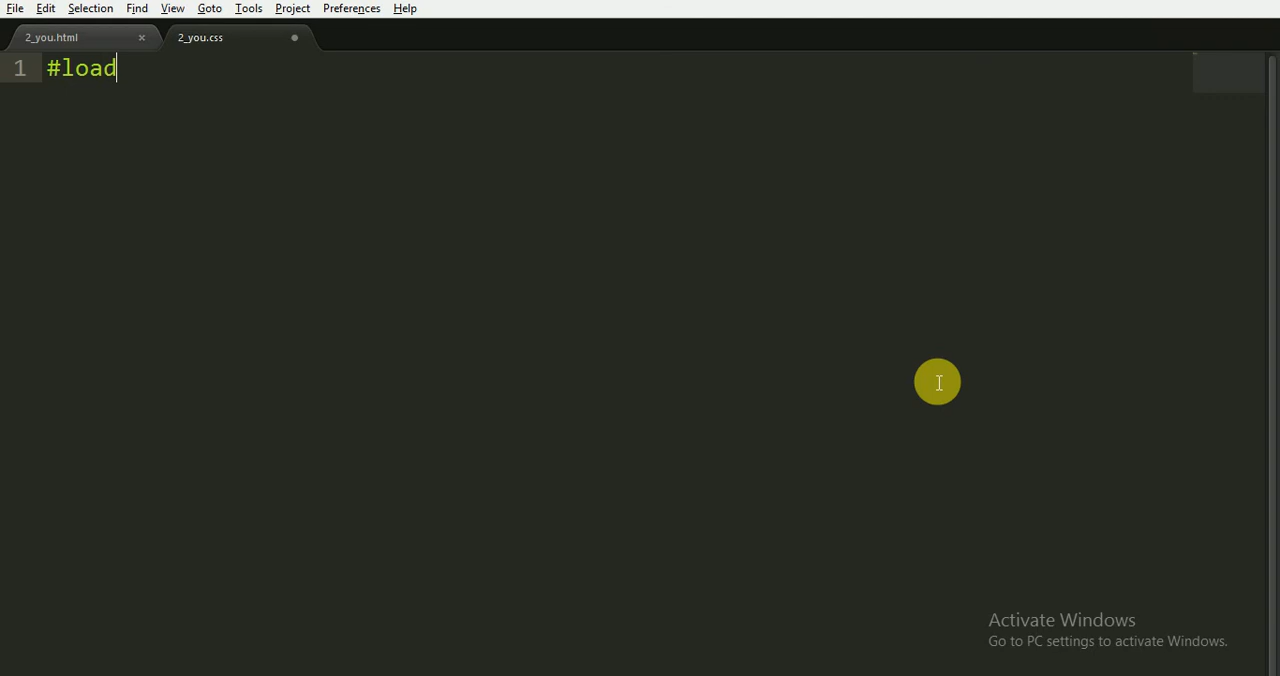 File Edit Selection Find View Goto Tools Project Preferences Help
2_you.html × 2_you.css
1 #load
Activate Windows
Go to PC settings to activate Windows.